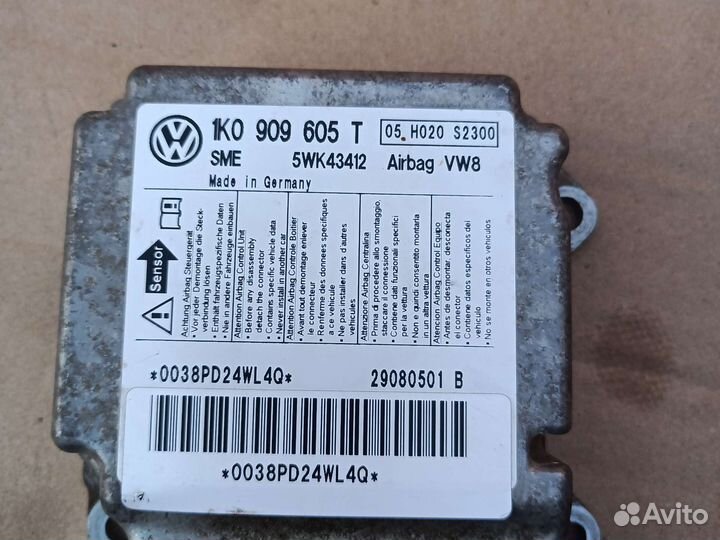 1K0 909 605 T
05 H020 S2300
SME 5WK43412 Airbag VW8
Made in Germany
Sensor
Achtung Airbag Steuergerät
Vor jeder Demontage die Steck-
verbindung lösen
• Enthält fahrzeugspezifische Daten
• Nie in andere Fahrzeuge einbauen
Attention Airbag Control Unit
• Before any disassembly
detach the connector
• Contains specific vehicle data
• Never install in another car
Attention Airbag Controle Boitier
• Avant tout demontage enlever
le connecteur
• Renferme des données specifiques
a ce vehicule
• Ne pas installer dans d'autres
vehicules
Attenzione Airbag Centralina
• Prima di procedere allo smontaggio,
staccare il connessione
• Contiene dati funzionali specifici
per la vettura
• Non e quindi consentito montarla
in un altra vettura
Atencion Airbag Control Equipo
• Antes de desmontar, desconecta
el conector
• Contiene datos especificos del
vehiculo
• No se monte en otros vehiculos
*0038PD24WL4Q* 29080501 B
*0038PD24WL4Q*
Avito